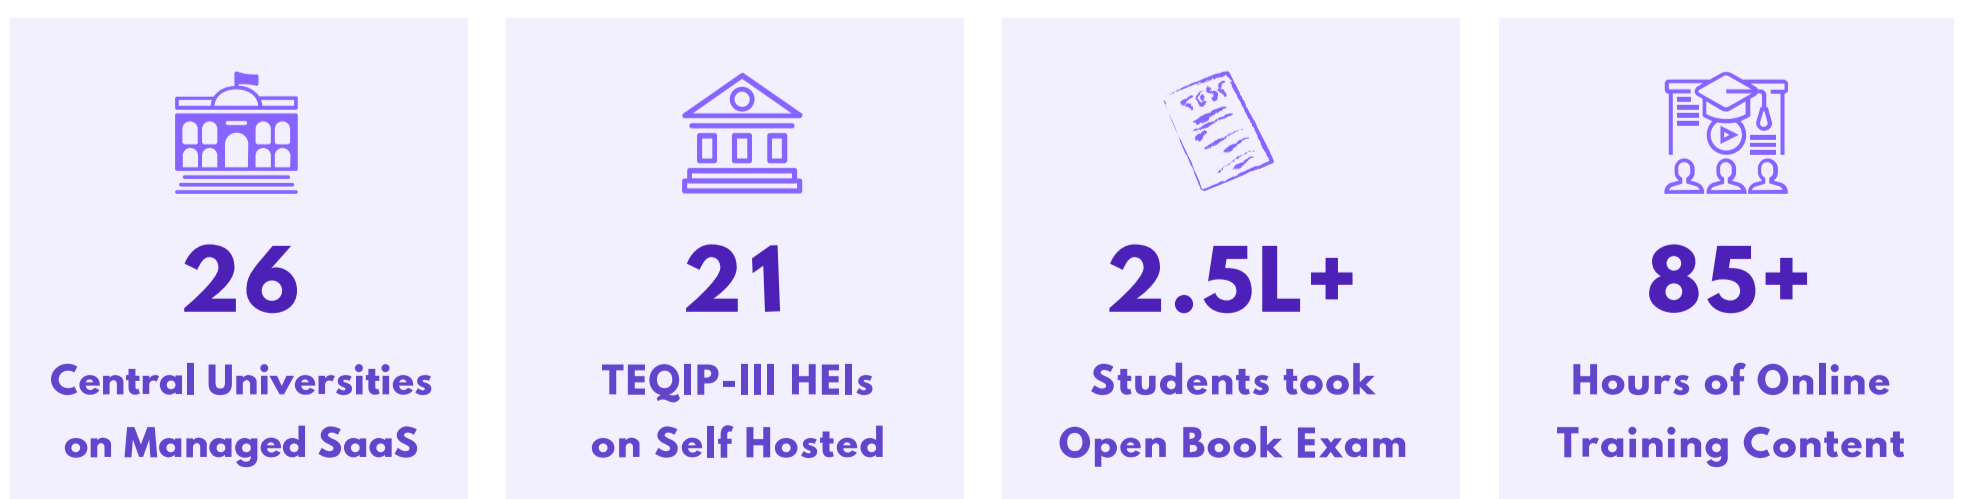 26
Central Universities
on Managed SaaS
21
TEQIP-III HEIs
on Self Hosted
TEST
2.5L+
Students took
Open Book Exam
85+
Hours of Online
Training Content